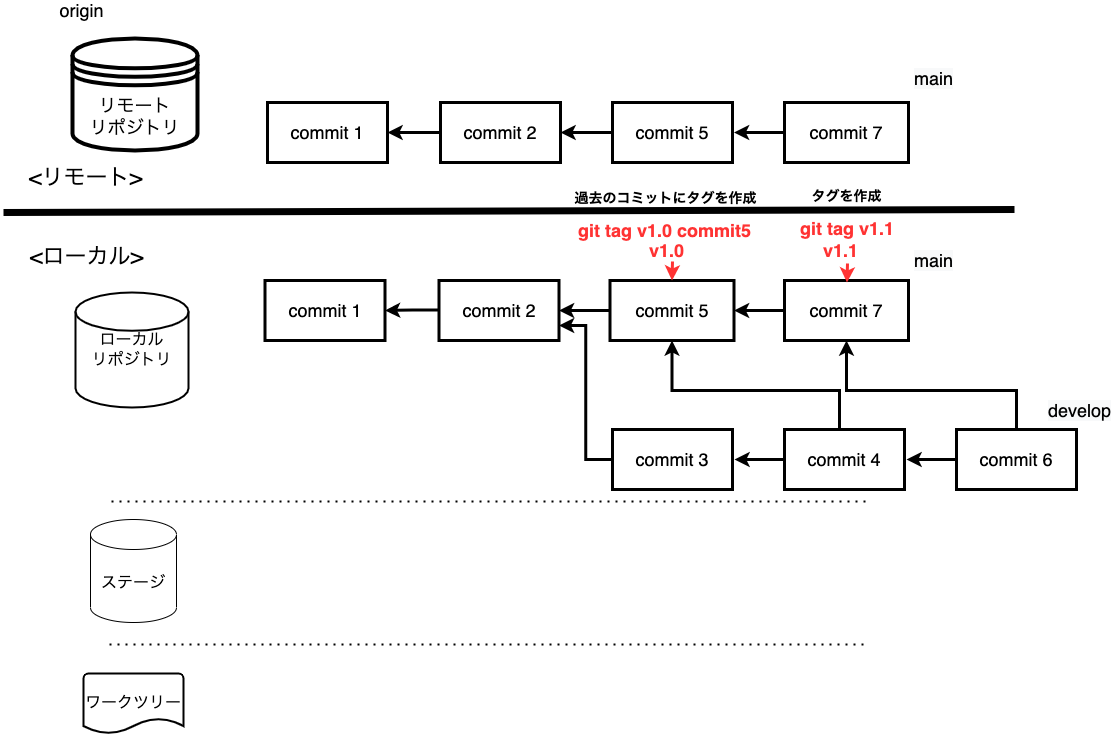 origin
リモート
リポジトリ
main
commit 1
commit 2
commit 5
commit 7
<リモート>
過去のコミットにタグを作成
タグを作成
git tag v1.0 commit5
v1.0
git tag v1.1
v1.1
<ローカル>
main
ローカル
リポジトリ
commit 1
commit 2
commit 5
commit 7
develop
commit 3
commit 4
commit 6
ステージ
ワークツリー